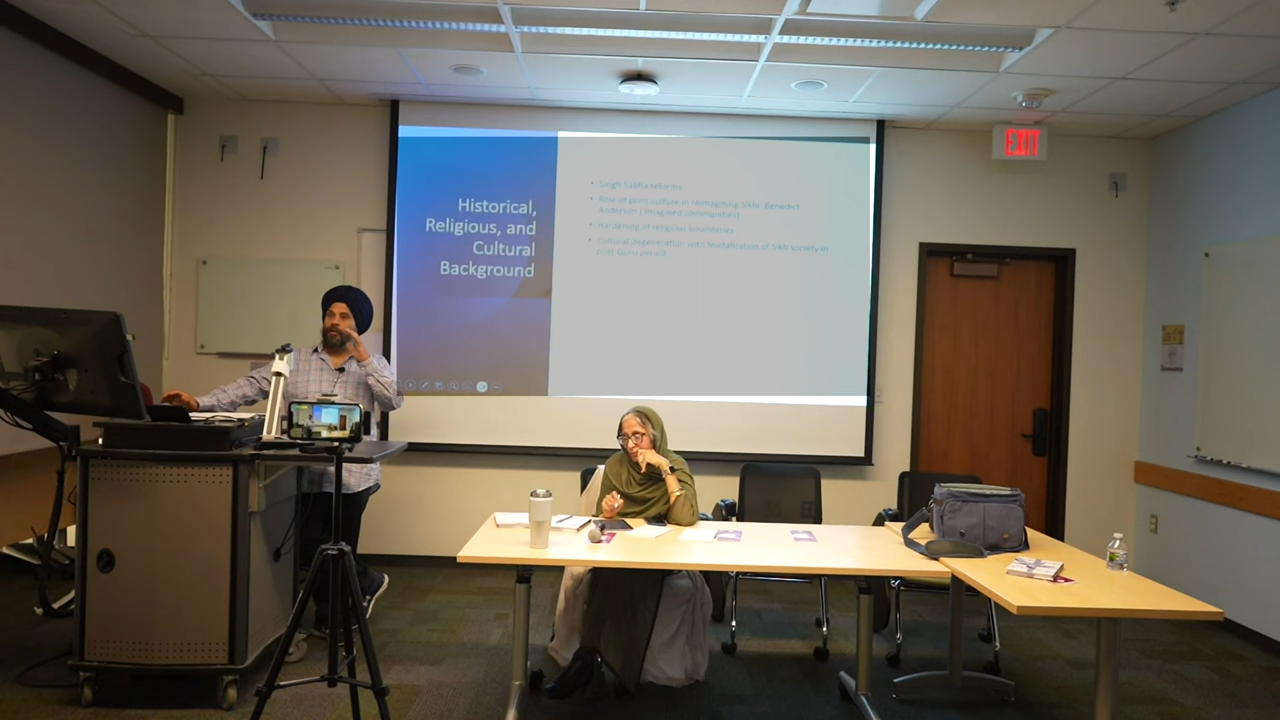 Historical,
Religious, and
Cultural
Background
• Singh Sabha reforms
• Role of print culture in reimagining Sikhi Benedict
Anderson ( Imagined communities)
• Hardening of religious boundaries
• Cultural degeneration with feudalization of Sikh society in
post-Guru period
EXIT